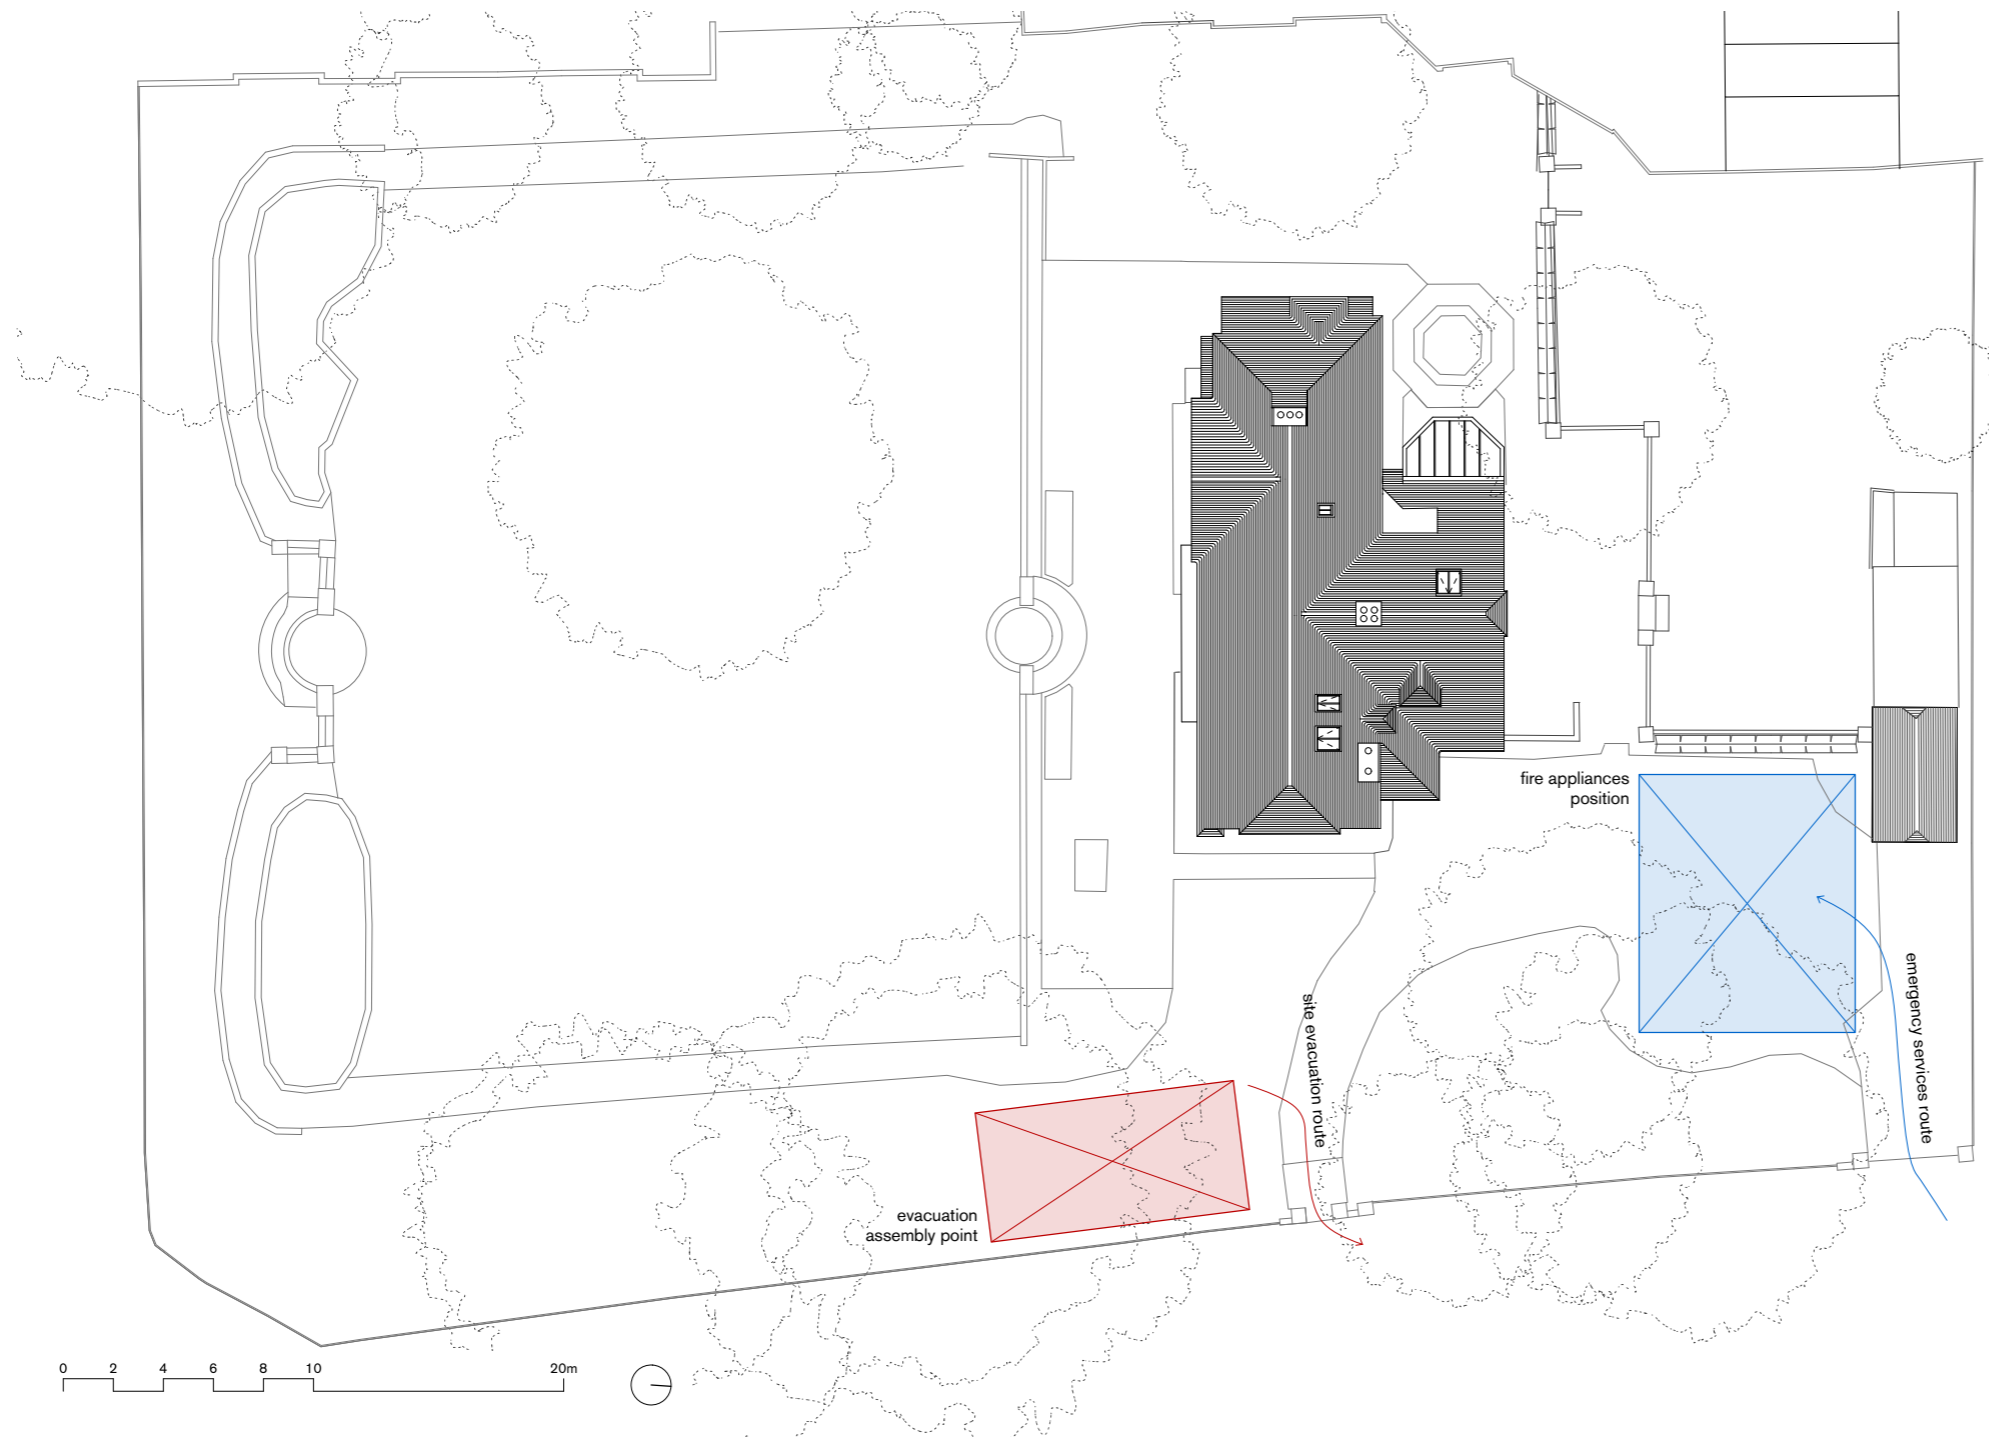 fire appliances
position
emergency services route
site evacuation route
evacuation
assembly point
0 2 4 6 8 10 20m